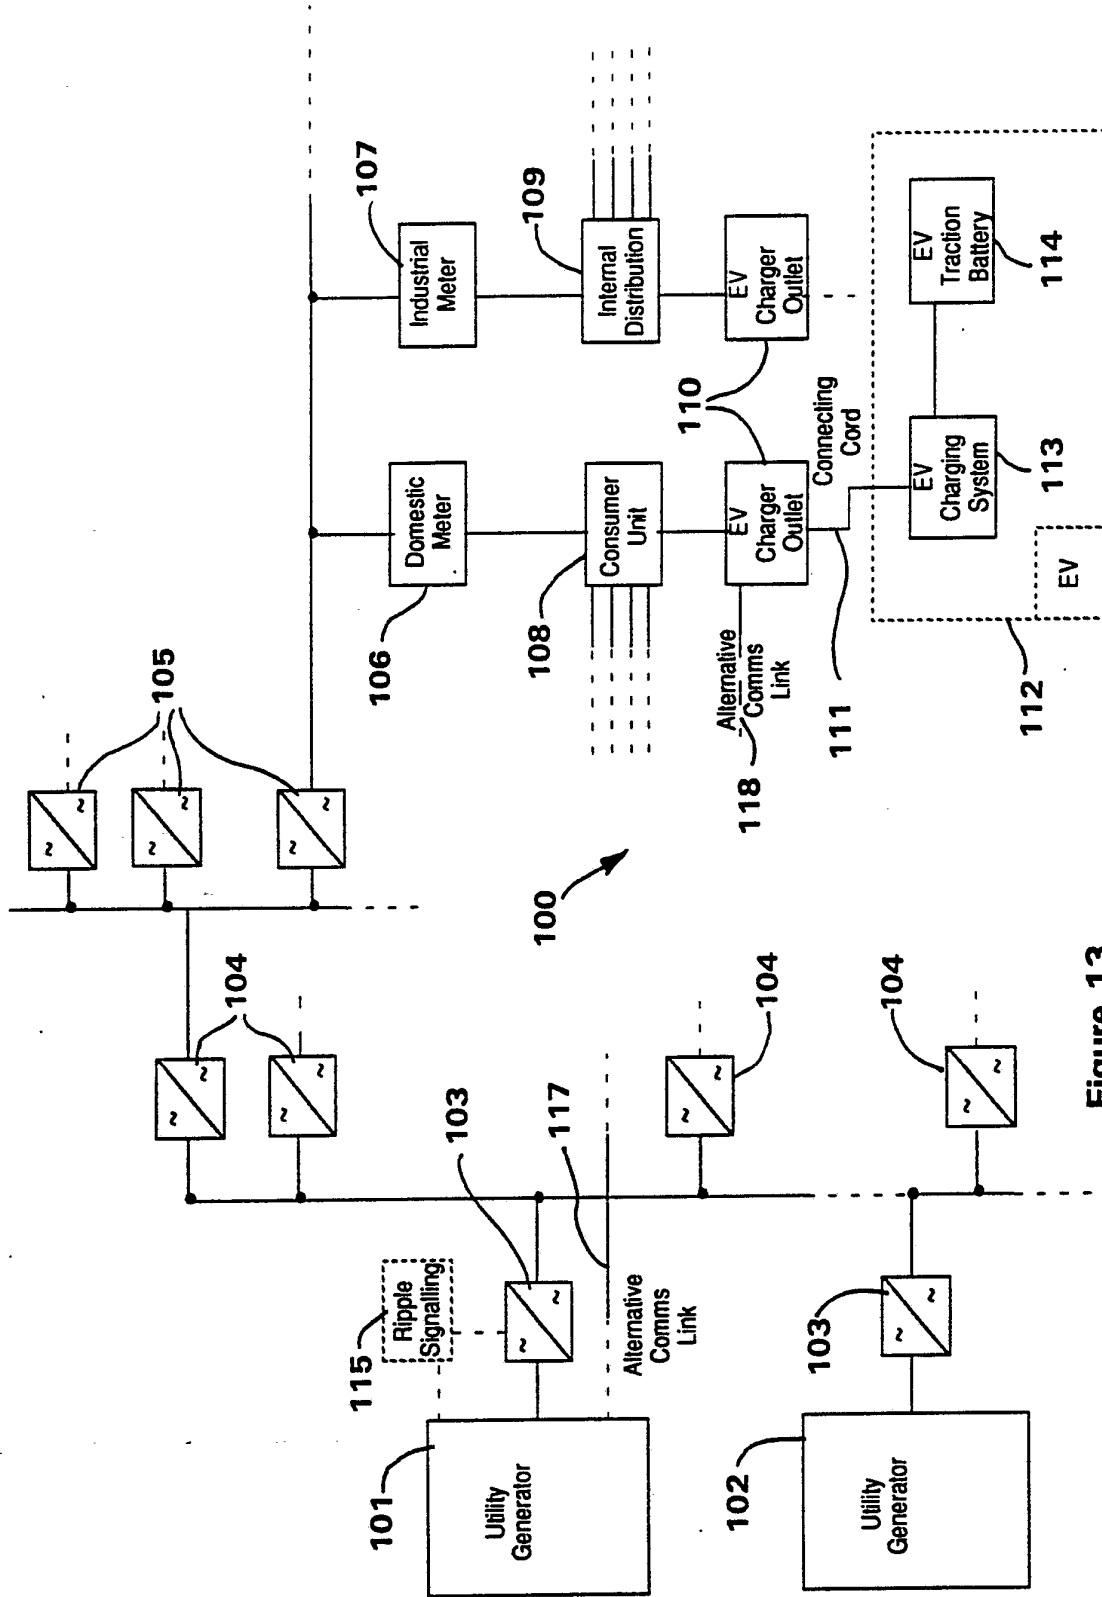 101
Utility
Generator
115
Ripple
Signalling
103
117
Alternative
Comms
Link
102
Utility
Generator
103
104
104
104
105
100
106
Domestic
Meter
107
Industrial
Meter
108
Consumer
Unit
109
Internal
Distribution
118
Alternative
Comms
Link
110
EV
Charger
Outlet
EV
Charger
Outlet
111
Connecting
Cord
112
EV
EV
Charging
System
113
EV
Traction
Battery
114
Figure 13